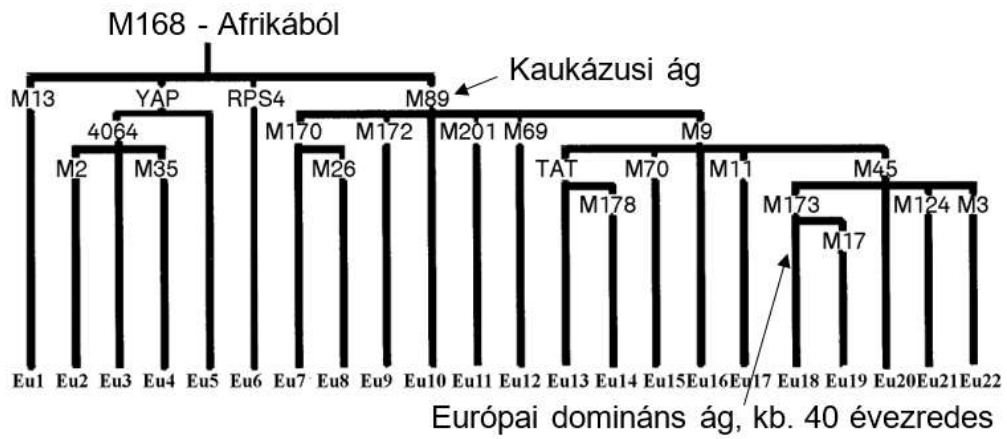 M168 - Afrikából
Kaukázusi ág
M13 YAP RPS4 M89
4064 M170 M172 M201 M69 M9
M2 M35 M26 TAT M70 M11 M45
M178 M173 M124 M3
M17
Eu1 Eu2 Eu3 Eu4 Eu5 Eu6 Eu7 Eu8 Eu9 Eu10 Eu11 Eu12 Eu13 Eu14 Eu15 Eu16 Eu17 Eu18 Eu19 Eu20 Eu21 Eu22
Európai domináns ág, kb. 40 évezredes